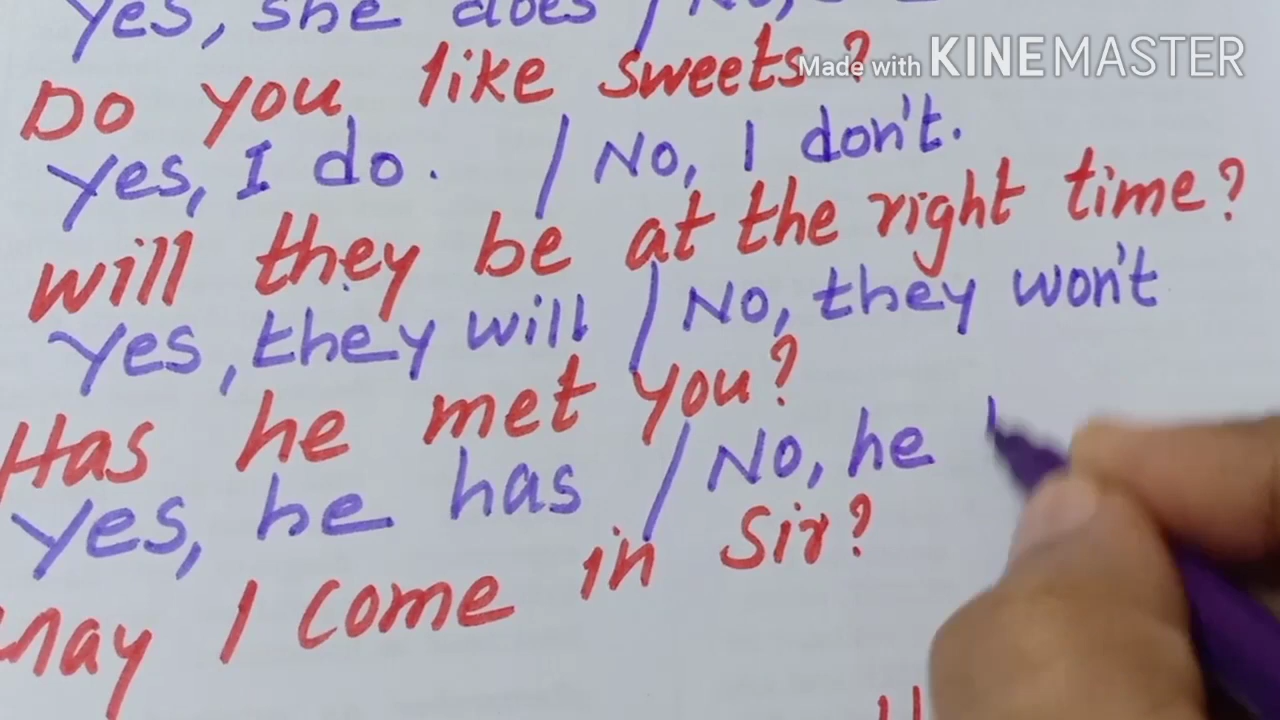 Yes, she does / No,
Do you like sweets?
Made with KINEMASTER
Yes, I do. / No, I don't.
will they be at the right time?
Yes, they will / No, they won't
Has he met you?
Yes, he has / No, he
May I come in Sir?